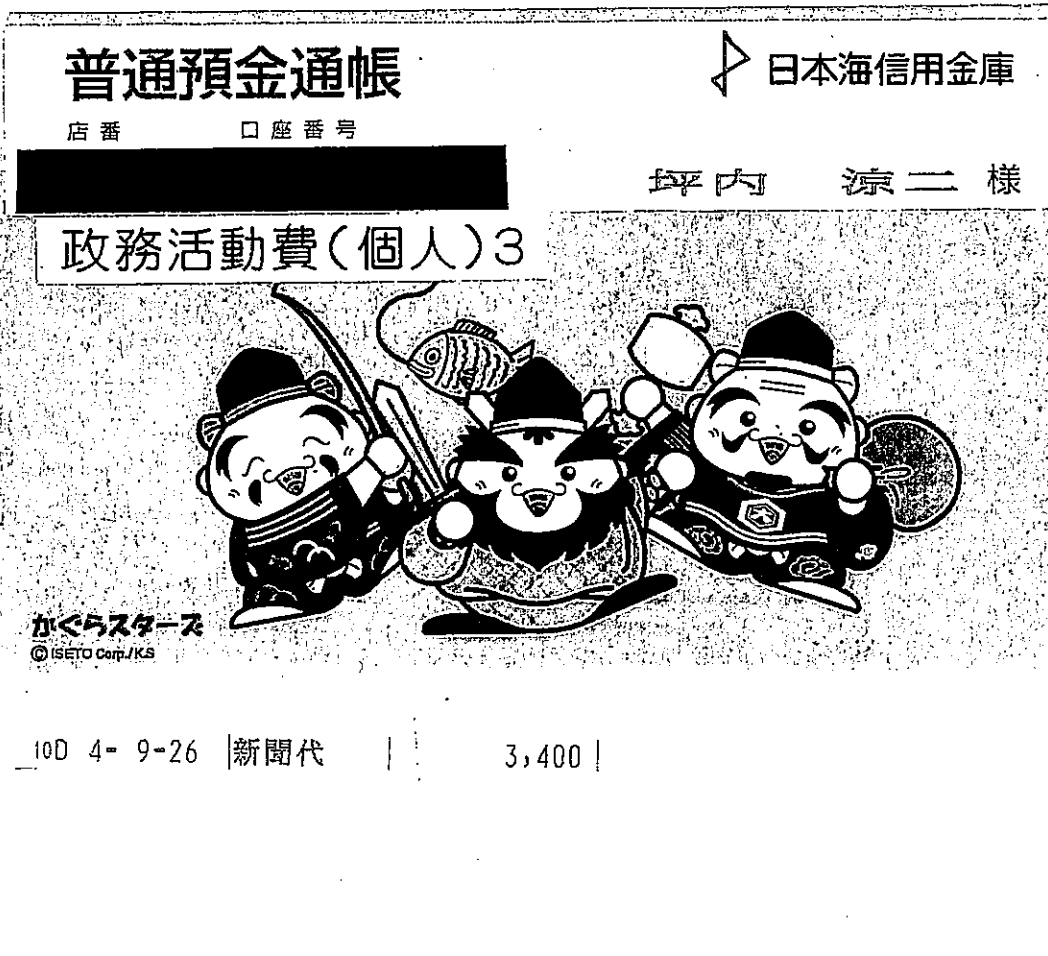 普通預金通帳
日本海信用金庫
店番 口座番号
坪内 涼二 様
政務活動費(個人)3
かぐらスターズ
© ISETO Corp./KS
10D 4- 9-26 新聞代 3,400